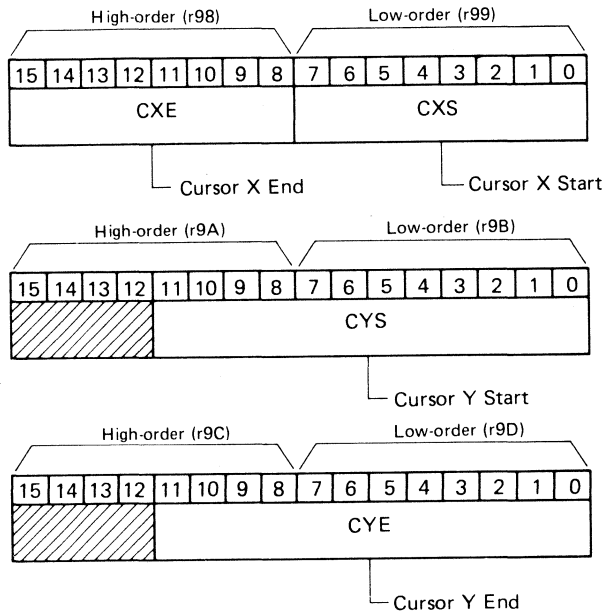 High-order (r98) Low-order (r99)
15 14 13 12 11 10 9 8 7 6 5 4 3 2 1 0
CXE CXS
Cursor X End Cursor X Start
High-order (r9A) Low-order (r9B)
15 14 13 12 11 10 9 8 7 6 5 4 3 2 1 0
CYS
Cursor Y Start
High-order (r9C) Low-order (r9D)
15 14 13 12 11 10 9 8 7 6 5 4 3 2 1 0
CYE
Cursor Y End